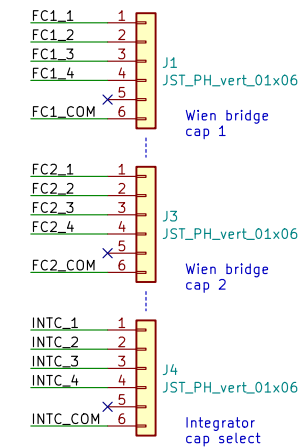 FC1_1 1
FC1_2 2
FC1_3 3
FC1_4 4
5
FC1_COM 6
J1
JST_PH_vert_01x06
Wien bridge
cap 1
FC2_1 1
FC2_2 2
FC2_3 3
FC2_4 4
5
FC2_COM 6
J3
JST_PH_vert_01x06
Wien bridge
cap 2
INTC_1 1
INTC_2 2
INTC_3 3
INTC_4 4
5
INTC_COM 6
J4
JST_PH_vert_01x06
Integrator
cap select